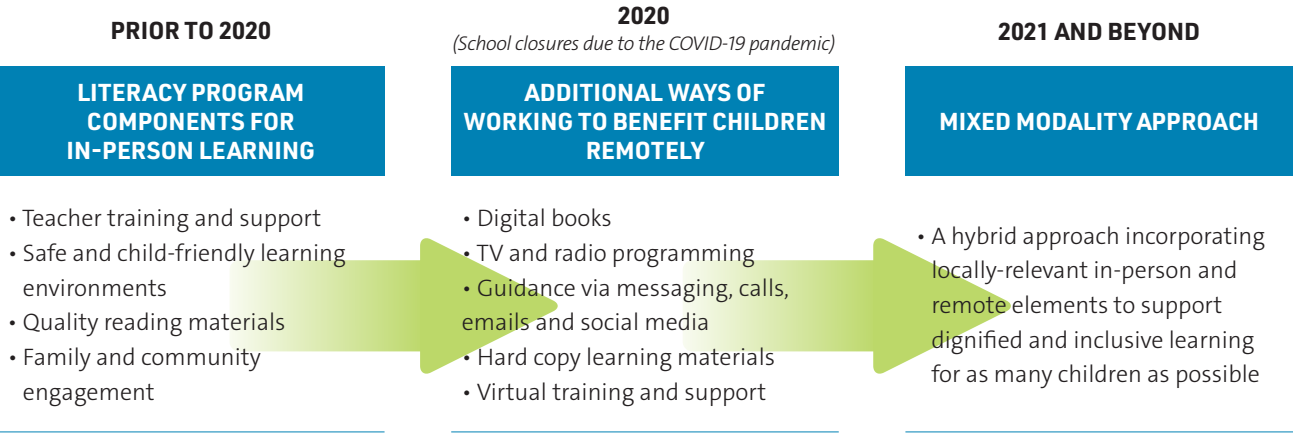 PRIOR TO 2020
LITERACY PROGRAM
COMPONENTS FOR
IN-PERSON LEARNING
• Teacher training and support
• Safe and child-friendly learning
environments
• Quality reading materials
• Family and community
engagement
2020
(School closures due to the COVID-19 pandemic)
ADDITIONAL WAYS OF
WORKING TO BENEFIT CHILDREN
REMOTELY
• Digital books
• TV and radio programming
• Guidance via messaging, calls,
emails and social media
• Hard copy learning materials
• Virtual training and support
2021 AND BEYOND
MIXED MODALITY APPROACH
• A hybrid approach incorporating
locally-relevant in-person and
remote elements to support
dignified and inclusive learning
for as many children as possible